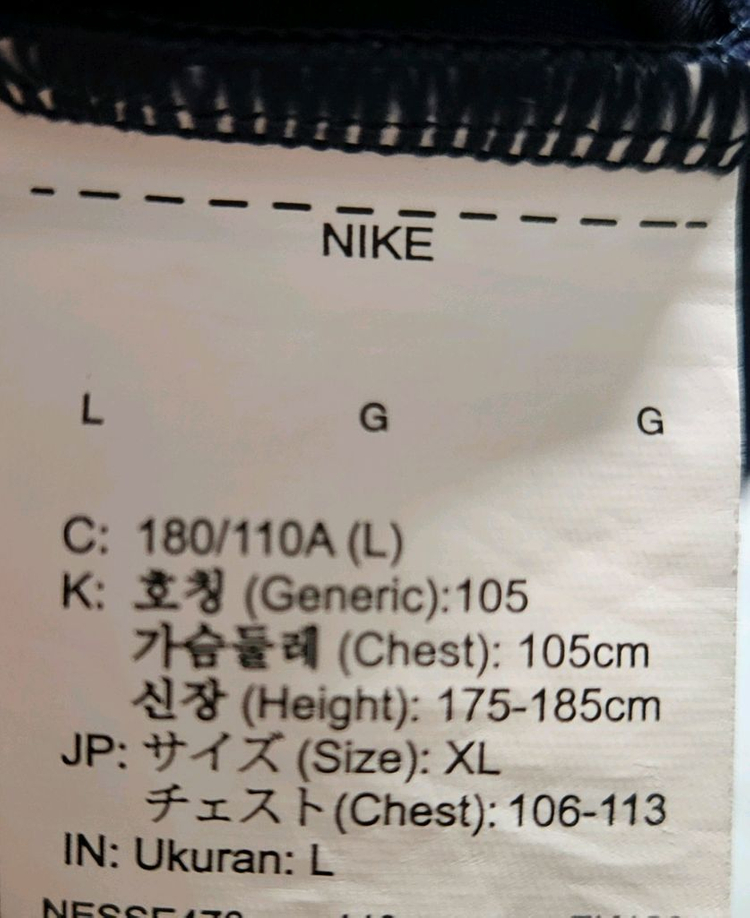 NIKE
L G G
C: 180/110A (L)
K: 호칭 (Generic):105
가슴둘레 (Chest): 105cm
신장 (Height): 175-185cm
JP: サイズ (Size): XL
チェスト(Chest): 106-113
IN: Ukuran: L